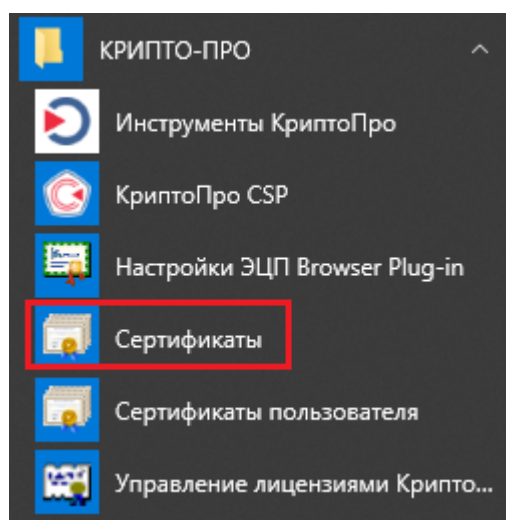 КРИПТО-ПРО
Инструменты КриптоПро
КриптоПро CSP
Настройки ЭЦП Browser Plug-in
Сертификаты
Сертификаты пользователя
Управление лицензиями Крипто...